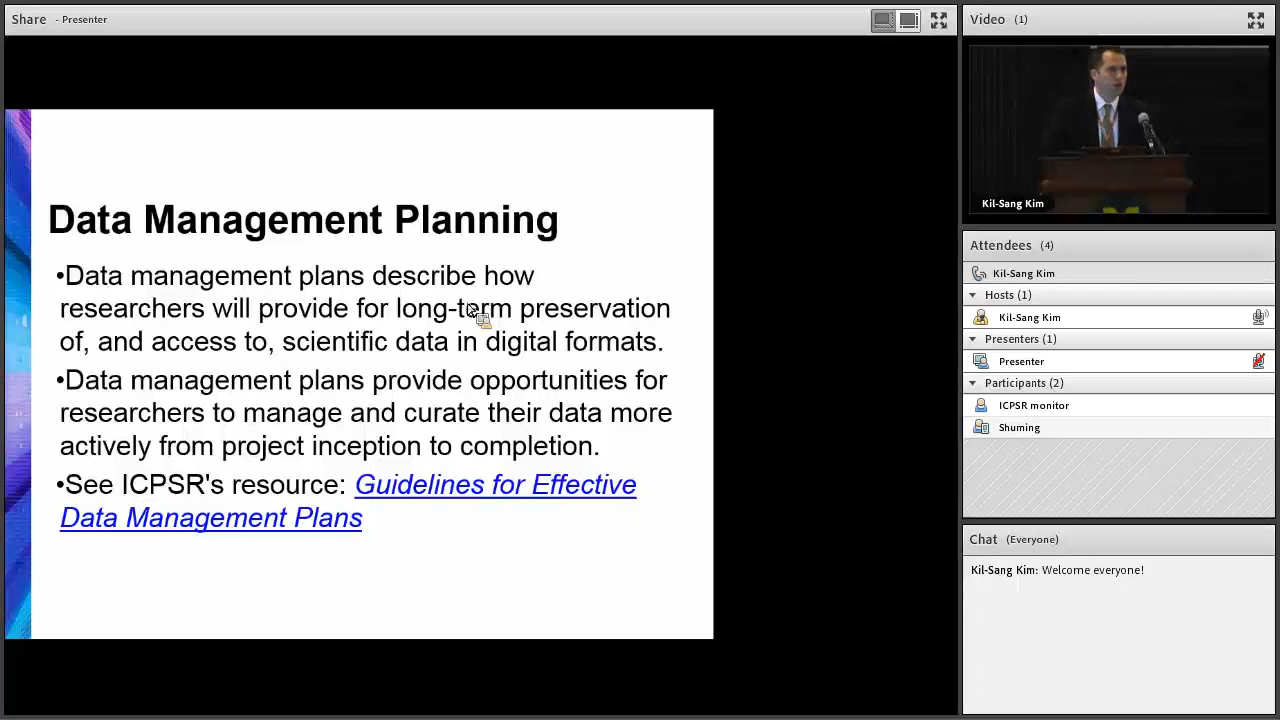 Share - Presenter
Data Management Planning
•Data management plans describe how
researchers will provide for long-term preservation
of, and access to, scientific data in digital formats.
•Data management plans provide opportunities for
researchers to manage and curate their data more
actively from project inception to completion.
•See ICPSR's resource: Guidelines for Effective
Data Management Plans
Video (1)
Kil-Sang Kim
Attendees (4)
Kil-Sang Kim
Hosts (1)
Kil-Sang Kim
Presenters (1)
Presenter
Participants (2)
ICPSR monitor
Shuming
Chat (Everyone)
Kil-Sang Kim: Welcome everyone!